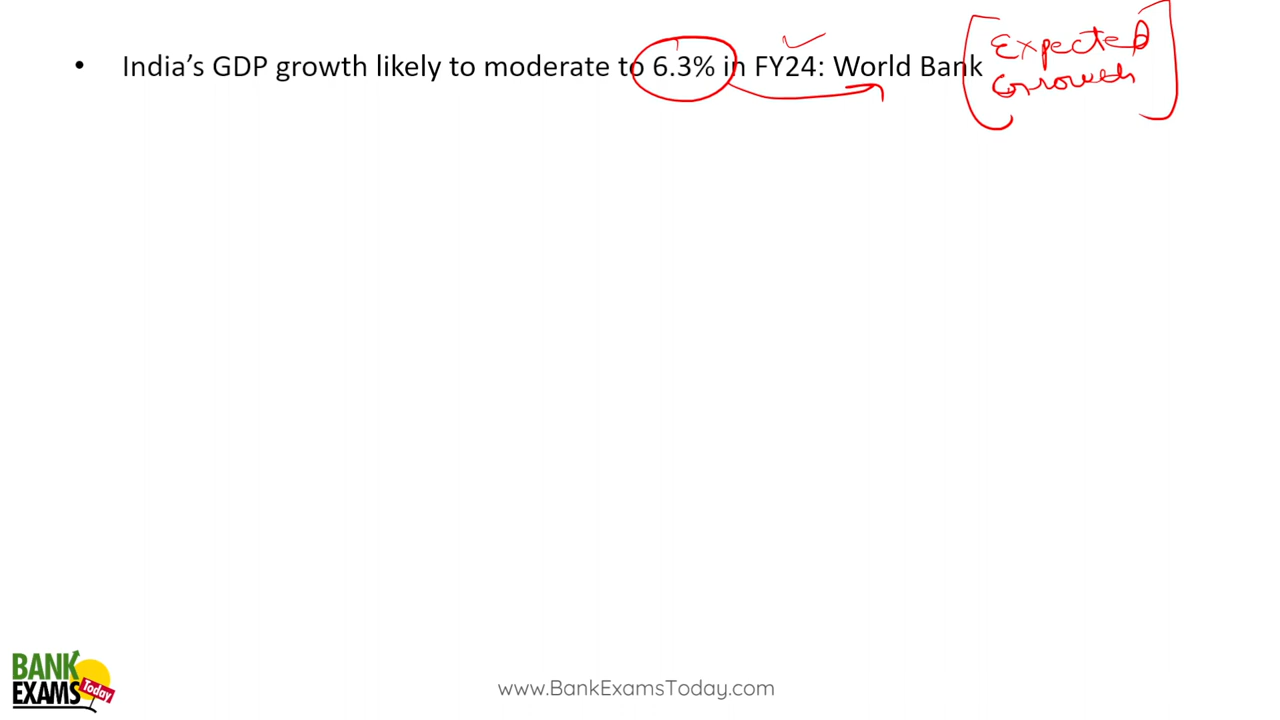 • India's GDP growth likely to moderate to 6.3% in FY24: World Bank
Expected
Growth
BANK
EXAMS
Today
www.BankExamsToday.com